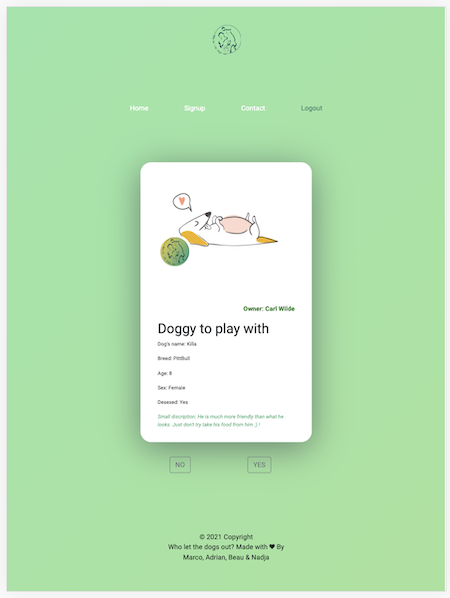 Home Signup Contact Logout
Owner: Carl Wilde
Doggy to play with
Dog's name: Killa
Breed: Pittbull
Age: 8
Sex: Female
Desexed: Yes
Small discription: He is much more friendly than what he
looks. Just don't try take his food from him ;) !
NO YES
© 2021 Copyright
Who let the dogs out? Made with ♥ By
Marco, Adrian, Beau & Nadja